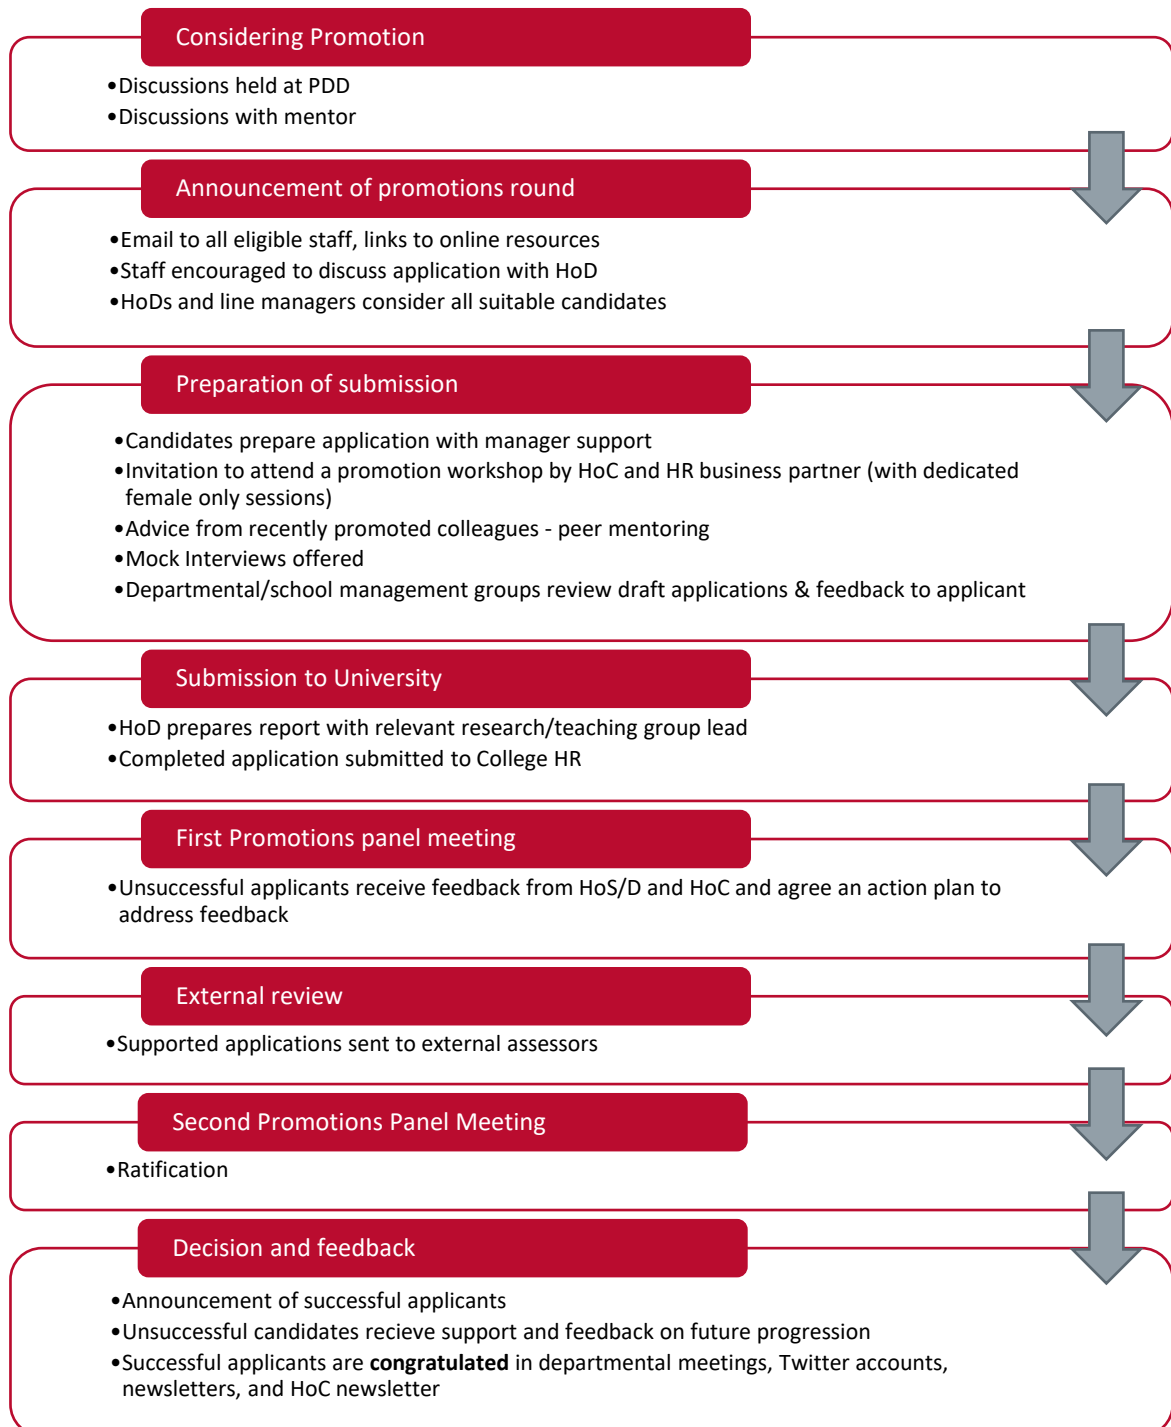 Considering Promotion
•Discussions held at PDD
•Discussions with mentor
Announcement of promotions round
•Email to all eligible staff, links to online resources
•Staff encouraged to discuss application with HoD
•HoDs and line managers consider all suitable candidates
Preparation of submission
•Candidates prepare application with manager support
•Invitation to attend a promotion workshop by HoC and HR business partner (with dedicated
female only sessions)
•Advice from recently promoted colleagues - peer mentoring
•Mock Interviews offered
•Departmental/school management groups review draft applications & feedback to applicant
Submission to University
•HoD prepares report with relevant research/teaching group lead
•Completed application submitted to College HR
First Promotions panel meeting
•Unsuccessful applicants receive feedback from HoS/D and HoC and agree an action plan to
address feedback
External review
•Supported applications sent to external assessors
Second Promotions Panel Meeting
•Ratification
Decision and feedback
•Announcement of successful applicants
•Unsuccessful candidates recieve support and feedback on future progression
•Successful applicants are congratulated in departmental meetings, Twitter accounts,
newsletters, and HoC newsletter